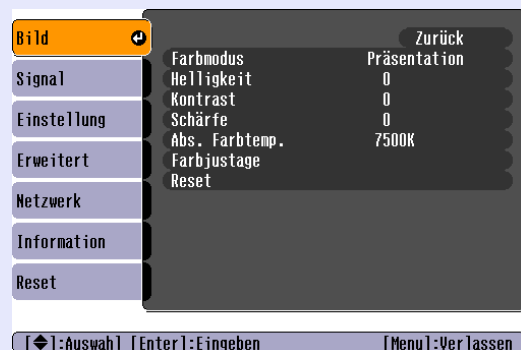 Bild
Signal
Einstellung
Erweitert
Netzwerk
Information
Reset
Zurück
Farbmodus Präsentation
Helligkeit 0
Kontrast 0
Schärfe 0
Abs. Farbtemp. 7500K
Farbjustage
Reset
[◆]:Auswahl [Enter]:Eingeben [Menu]:Verlassen